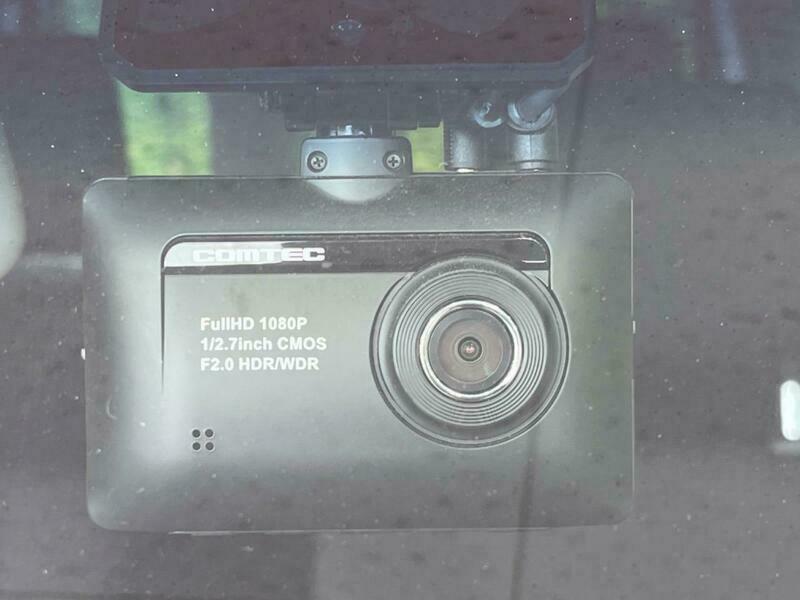 COMTEC
FullHD 1080P
1/2.7inch CMOS
F2.0 HDR/WDR